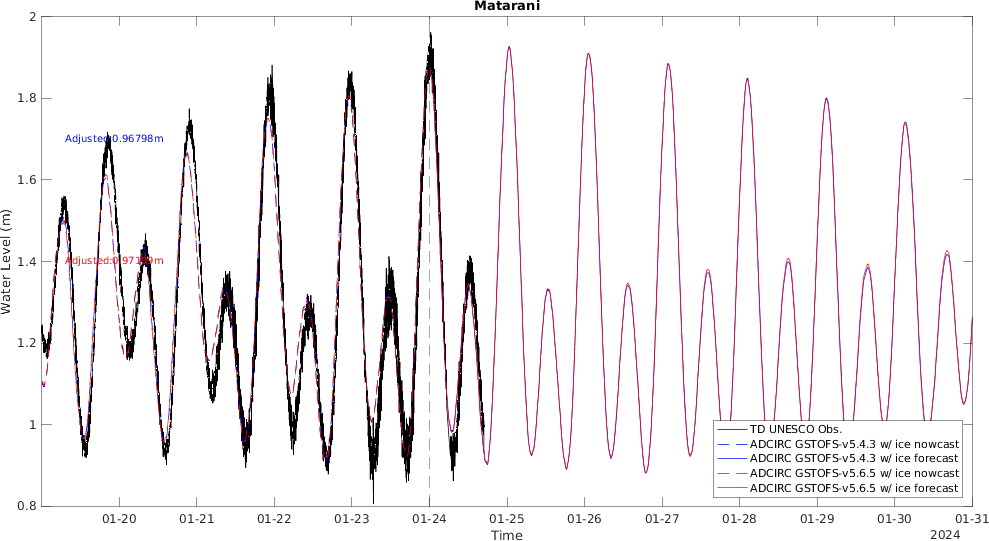 Matarani
2
1.8
1.6
1.4
1.2
1
0.8
Water Level (m)
Adjusted:0.96798m
TD UNESCO Obs.
ADCIRC GSTOFS-v5.4.3 w/ ice nowcast
ADCIRC GSTOFS-v5.4.3 w/ ice forecast
ADCIRC GSTOFS-v5.6.5 w/ ice nowcast
ADCIRC GSTOFS-v5.6.5 w/ ice forecast
01-20 01-21 01-22 01-23 01-24 01-25 01-26 01-27 01-28 01-29 01-30 01-31
Time
2024